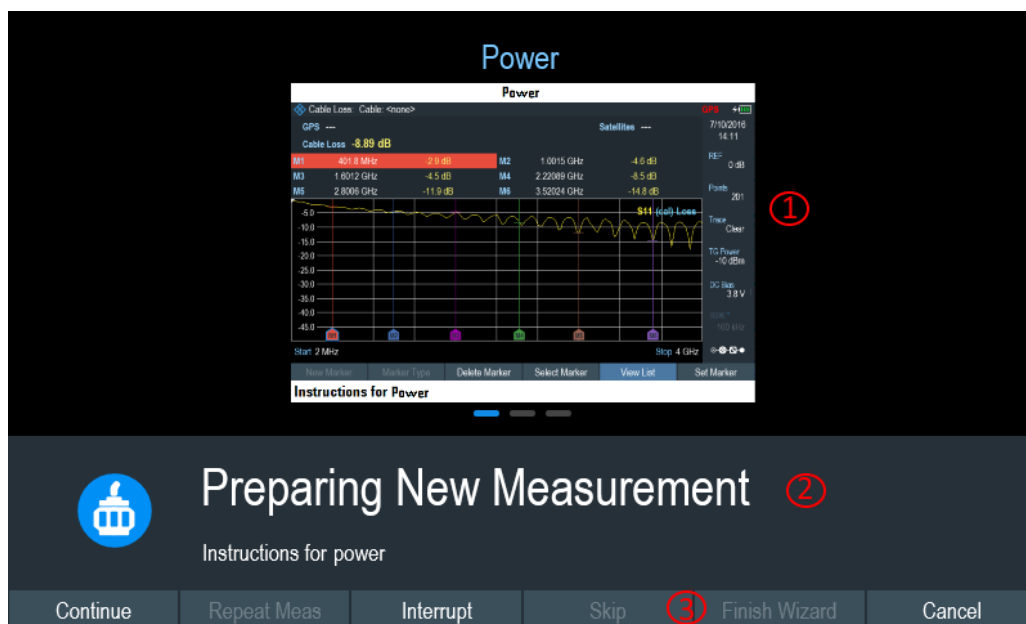 Power
Power
Cable Loss: Cable: <none> GPS
GPS --- Satellites --- 7/10/2016
14:11
Cable Loss -8.89 dB
M1 401.8 MHz -2.9 dB M2 1.0015 GHz -4.6 dB REF
0 dB
M3 1.6012 GHz -4.5 dB M4 2.22089 GHz -8.5 dB
M5 2.8006 GHz -11.9 dB M6 3.52024 GHz -14.8 dB Points
201
①
S11 (cal) Loss
-5.0
Trace
Clear
-10.0
-15.0
TG Power
-10 dBm
-20.0
-25.0
-30.0
DC Bias
3.8 V
-35.0
-40.0
100 kHz
-45.0
M1 M2 M4
Start 2 MHz Stop 4 GHz
New Marker Marker Type Delete Marker Select Marker View List Set Marker
Instructions for Power
Preparing New Measurement ②
Instructions for power
Continue Repeat Meas Interrupt Skip ③ Finish Wizard Cancel